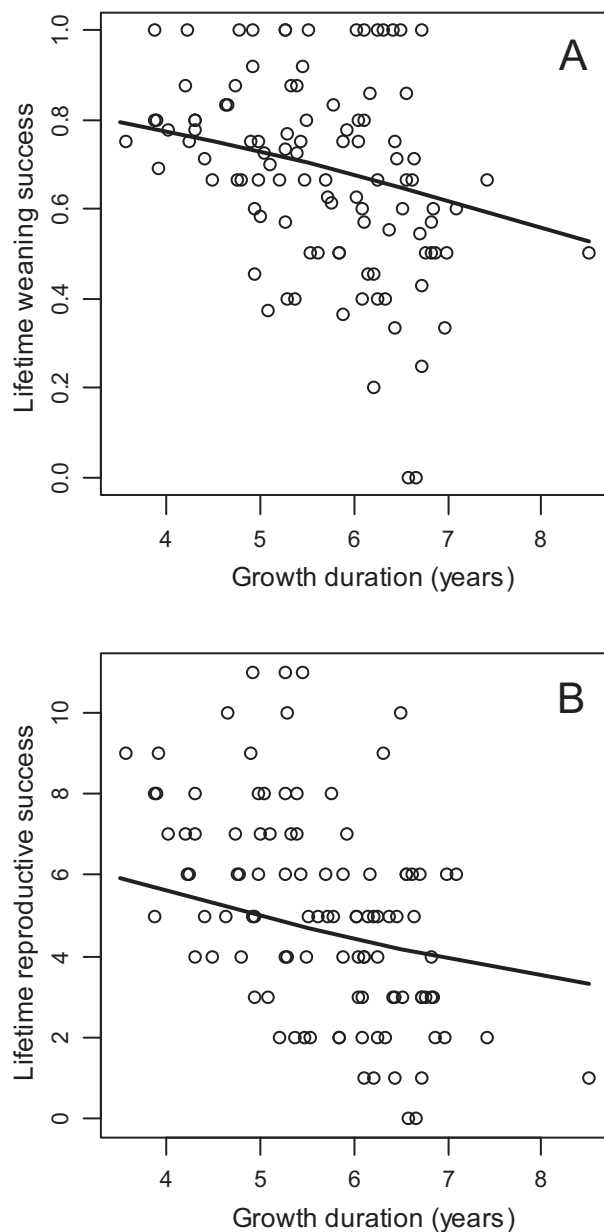 A
1.0
0.8
0.6
0.4
0.2
0.0
Lifetime weaning success
4 5 6 7 8
Growth duration (years)
B
10
8
6
4
2
0
Lifetime reproductive success
4 5 6 7 8
Growth duration (years)